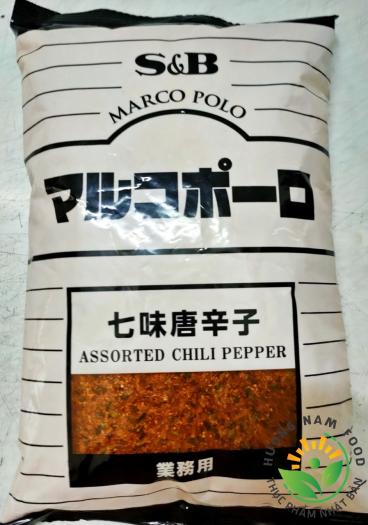 S&B
MARCO POLO
マルコポーロ
七味唐辛子
ASSORTED CHILI PEPPER
業務用
HƯƠNG NAM FOOD
THỰC PHẨM NHẬT BẢN